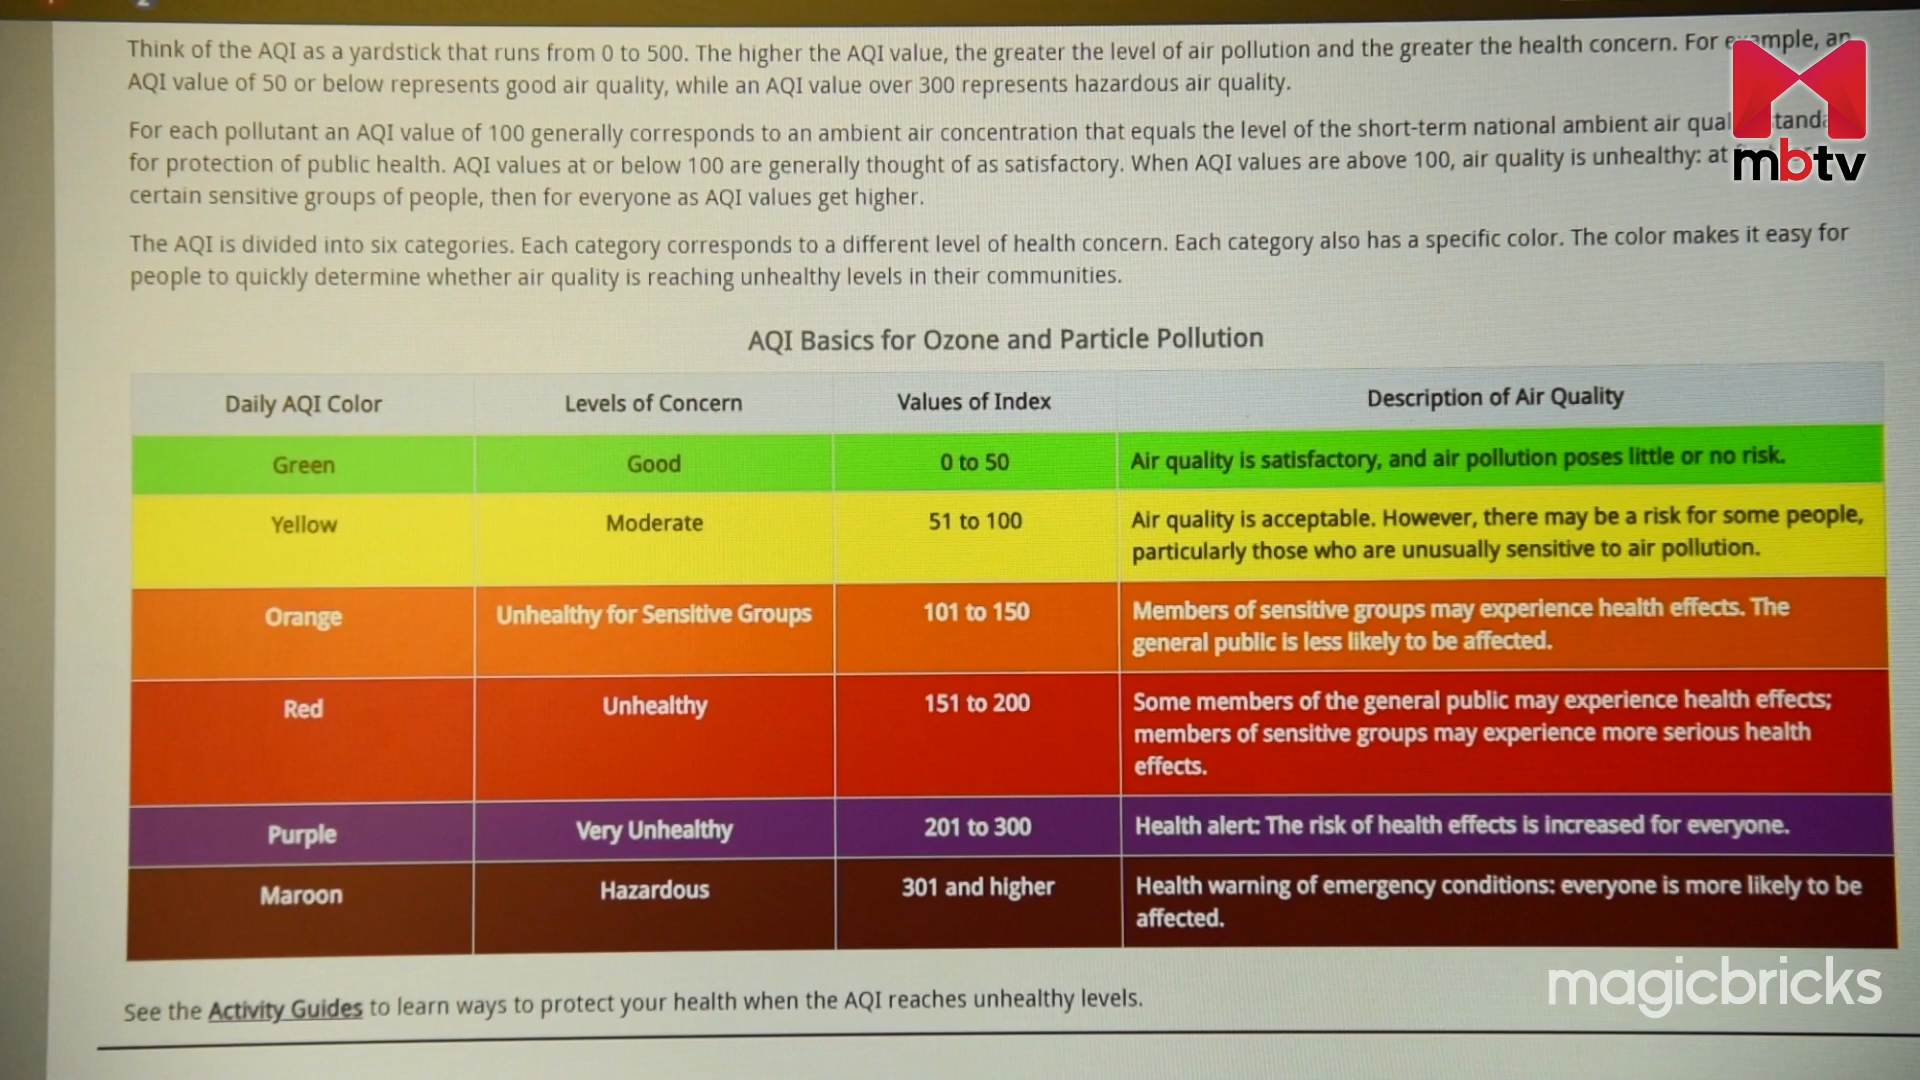 Think of the AQI as a yardstick that runs from 0 to 500. The higher the AQI value, the greater the level of air pollution and the greater the health concern. For example, an
AQI value of 50 or below represents good air quality, while an AQI value over 300 represents hazardous air quality.
For each pollutant an AQI value of 100 generally corresponds to an ambient air concentration that equals the level of the short-term national ambient air
for protection of public health. AQI values at or below 100 are generally thought of as satisfactory. When AQI values are above 100, air quality is unhealthy: at
certain sensitive groups of people, then for everyone as AQI values get higher.
The AQI is divided into six categories. Each category corresponds to a different level of health concern. Each category also has a specific color. The color makes it easy for
people to quickly determine whether air quality is reaching unhealthy levels in their communities.
mbtv
AQI Basics for Ozone and Particle Pollution
Daily AQI Color Levels of Concern Values of Index Description of Air Quality
Green Good 0 to 50 Air quality is satisfactory, and air pollution poses little or no risk.
Yellow Moderate 51 to 100 Air quality is acceptable. However, there may be a risk for some people,
particularly those who are unusually sensitive to air pollution.
Orange Unhealthy for Sensitive Groups 101 to 150 Members of sensitive groups may experience health effects. The
general public is less likely to be affected.
Red Unhealthy 151 to 200 Some members of the general public may experience health effects;
members of sensitive groups may experience more serious health
effects.
Purple Very Unhealthy 201 to 300 Health alert: The risk of health effects is increased for everyone.
Maroon Hazardous 301 and higher Health warning of emergency conditions: everyone is more likely to be
affected.
magicbricks
See the Activity Guides to learn ways to protect your health when the AQI reaches unhealthy levels.